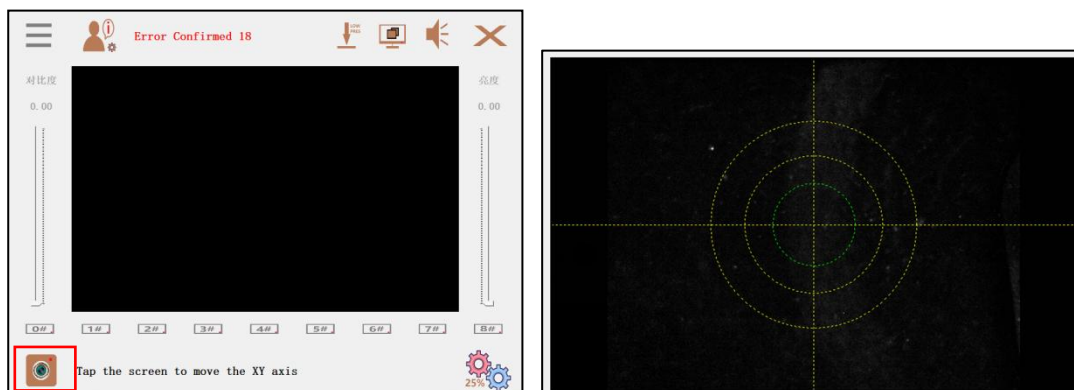 Error Confirmed 18
LOW
PRES
对比度
亮度
0.00
0.00
0#
1#
2#
3#
4#
5#
6#
7#
8#
Tap the screen to move the XY axis
25%